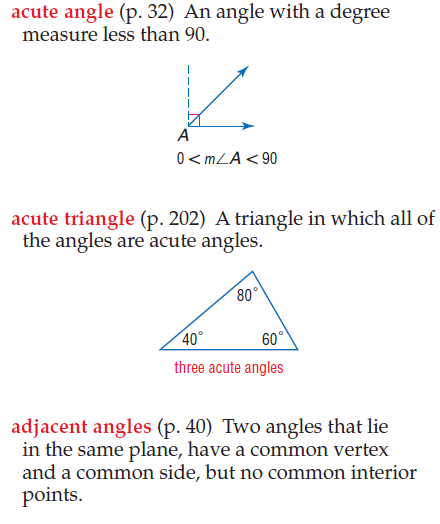 acute angle (p. 32) An angle with a degree
measure less than 90.
A
0 < m∠A < 90
acute triangle (p. 202) A triangle in which all of
the angles are acute angles.
80°
40° 60°
three acute angles
adjacent angles (p. 40) Two angles that lie
in the same plane, have a common vertex
and a common side, but no common interior
points.